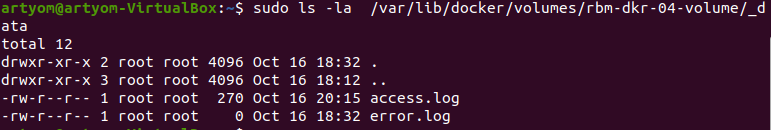 artyom@artyom-VirtualBox:~$ sudo ls -la  /var/lib/docker/volumes/rbm-dkr-04-volume/_d
ata
total 12
drwxr-xr-x 2 root root 4096 Oct 16 18:32 .
drwxr-xr-x 3 root root 4096 Oct 16 18:12 ..
-rw-r--r-- 1 root root  270 Oct 16 20:15 access.log
-rw-r--r-- 1 root root    0 Oct 16 18:32 error.log